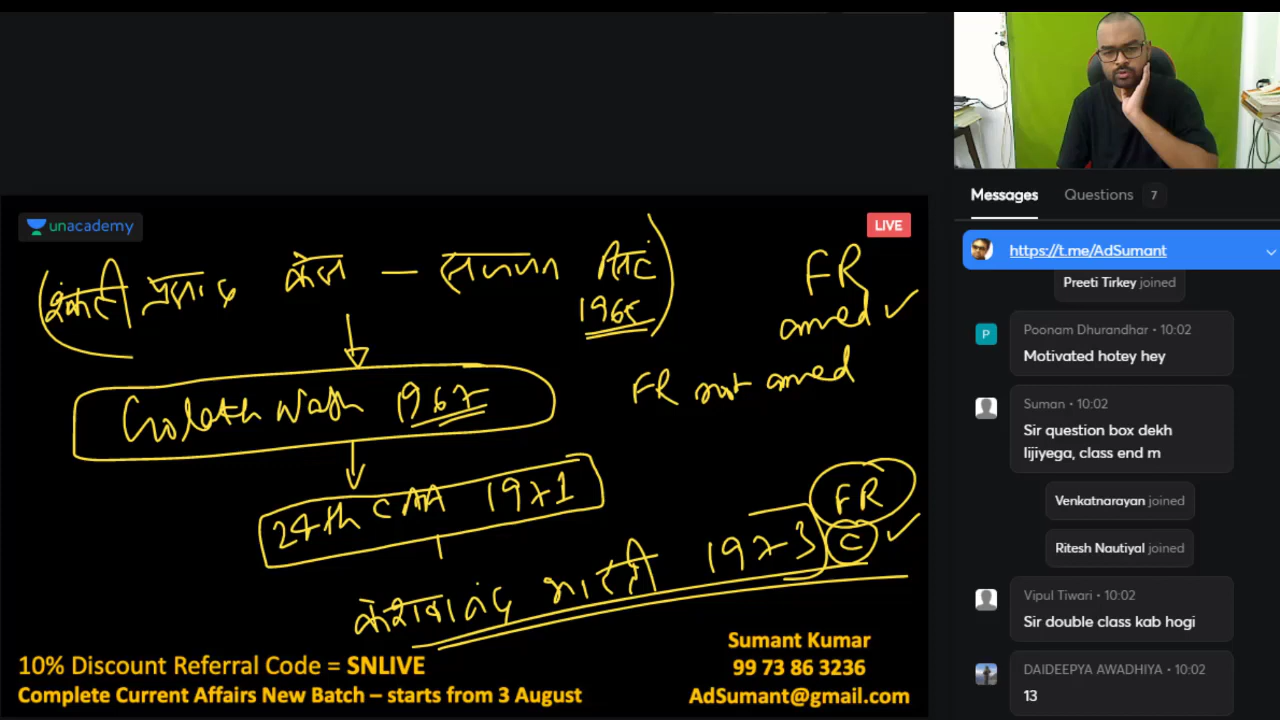 unacademy
LIVE
शंकरी प्रसाद केस — सज्जन सिंह
1965
FR
amed ✓
FR not amed
Golakh Nath 1967
24th CAA 1971
FR
C ✓
केशवानंद भारती 1973
10% Discount Referral Code = SNLIVE
Complete Current Affairs New Batch – starts from 3 August
Sumant Kumar
99 73 86 3236
AdSumant@gmail.com
Messages Questions 7
https://t.me/AdSumant
Preeti Tirkey joined
P
Poonam Dhurandhar • 10:02
Motivated hotey hey
Suman • 10:02
Sir question box dekh
lijiyega, class end m
Venkatnarayan joined
Ritesh Nautiyal joined
Vipul Tiwari • 10:02
Sir double class kab hogi
DAIDEEPYA AWADHIYA • 10:02
13